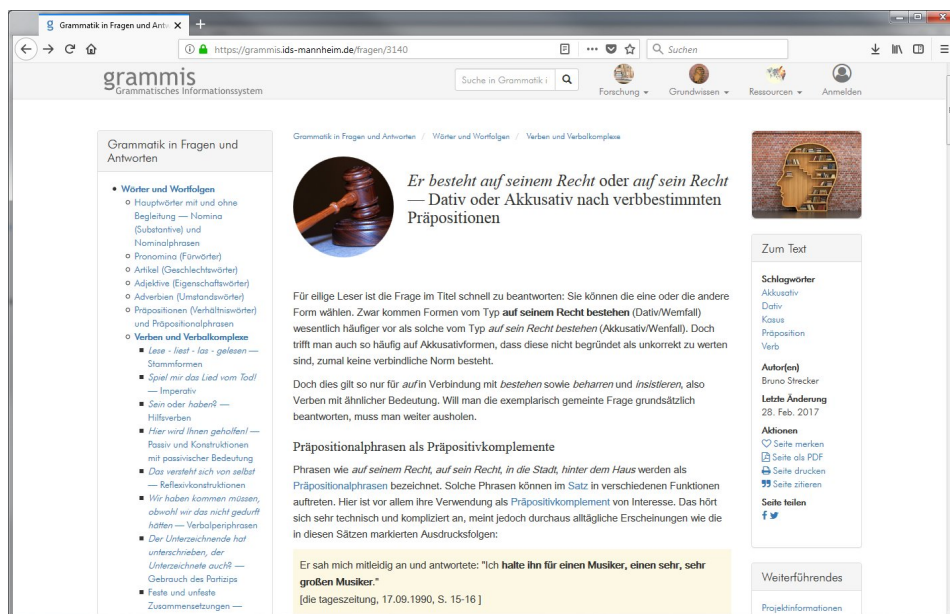 Grammatik in Fragen und Antw
https://grammis.ids-mannheim.de/fragen/3140
Suchen
grammis
Grammatisches Informationssystem
Suche in Grammatik i
Forschung
Grundwissen
Ressourcen
Anmelden
Grammatik in Fragen und
Antworten
Wörter und Wortfolgen
Hauptwörter mit und ohne
Begleitung — Nomina
(Substantive) und
Nominalphrasen
Pronomina (Fürwörter)
Artikel (Geschlechtswörter)
Adjektive (Eigenschaftswörter)
Adverbien (Umstandswörter)
Präpositionen (Verhältniswörter)
und Präpositionalphrasen
Verben und Verbalkomplexe
Lese - liest - las - gelesen —
Stammformen
Spiel mir das Lied vom Tod!
— Imperativ
Sein oder haben? —
Hilfsverben
Hier wird Ihnen geholfen! —
Passiv und Konstruktionen
mit passivischer Bedeutung
Das versteht sich von selbst
— Reflexivkonstruktionen
Wir haben kommen müssen,
obwohl wir das nicht gedurft
hätten — Verbalperiphrasen
Der Unterzeichnende hat
unterschrieben, der
Unterzeichnete auch? —
Gebrauch des Partizips
Feste und unfeste
Zusammensetzungen —
Grammatik in Fragen und Antworten / Wörter und Wortfolgen / Verben und Verbalkomplexe
Er besteht auf seinem Recht oder auf sein Recht
— Dativ oder Akkusativ nach verbbestimmten
Präpositionen
Für eilige Leser ist die Frage im Titel schnell zu beantworten: Sie können die eine oder die andere
Form wählen. Zwar kommen Formen vom Typ auf seinem Recht bestehen (Dativ/Wemfall)
wesentlich häufiger vor als solche vom Typ auf sein Recht bestehen (Akkusativ/Wenfall). Doch
trifft man auch so häufig auf Akkusativformen, dass diese nicht begründet als unkorrekt zu werten
sind, zumal keine verbindliche Norm besteht.
Doch dies gilt so nur für auf in Verbindung mit bestehen sowie beharren und insistieren, also
Verben mit ähnlicher Bedeutung. Will man die exemplarisch gemeinte Frage grundsätzlich
beantworten, muss man weiter ausholen.
Präpositionalphrasen als Präpositivkomplemente
Phrasen wie auf seinem Recht, auf sein Recht, in die Stadt, hinter dem Haus werden als
Präpositionalphrasen bezeichnet. Solche Phrasen können im Satz in verschiedenen Funktionen
auftreten. Hier ist vor allem ihre Verwendung als Präpositivkomplement von Interesse. Das hört
sich sehr technisch und kompliziert an, meint jedoch durchaus alltägliche Erscheinungen wie die
in diesen Sätzen markierten Ausdrucksfolgen:
Er sah mich mitleidig an und antwortete: "Ich halte ihn für einen Musiker, einen sehr, sehr
großen Musiker."
[die tageszeitung, 17.09.1990, S. 15-16 ]
Zum Text
Schlagwörter
Akkusativ
Dativ
Kasus
Präposition
Verb
Autor(en)
Bruno Strecker
Letzte Änderung
28. Feb. 2017
Aktionen
Seite merken
Seite als PDF
Seite drucken
Seite zitieren
Seite teilen
Weiterführendes
Projektinformationen